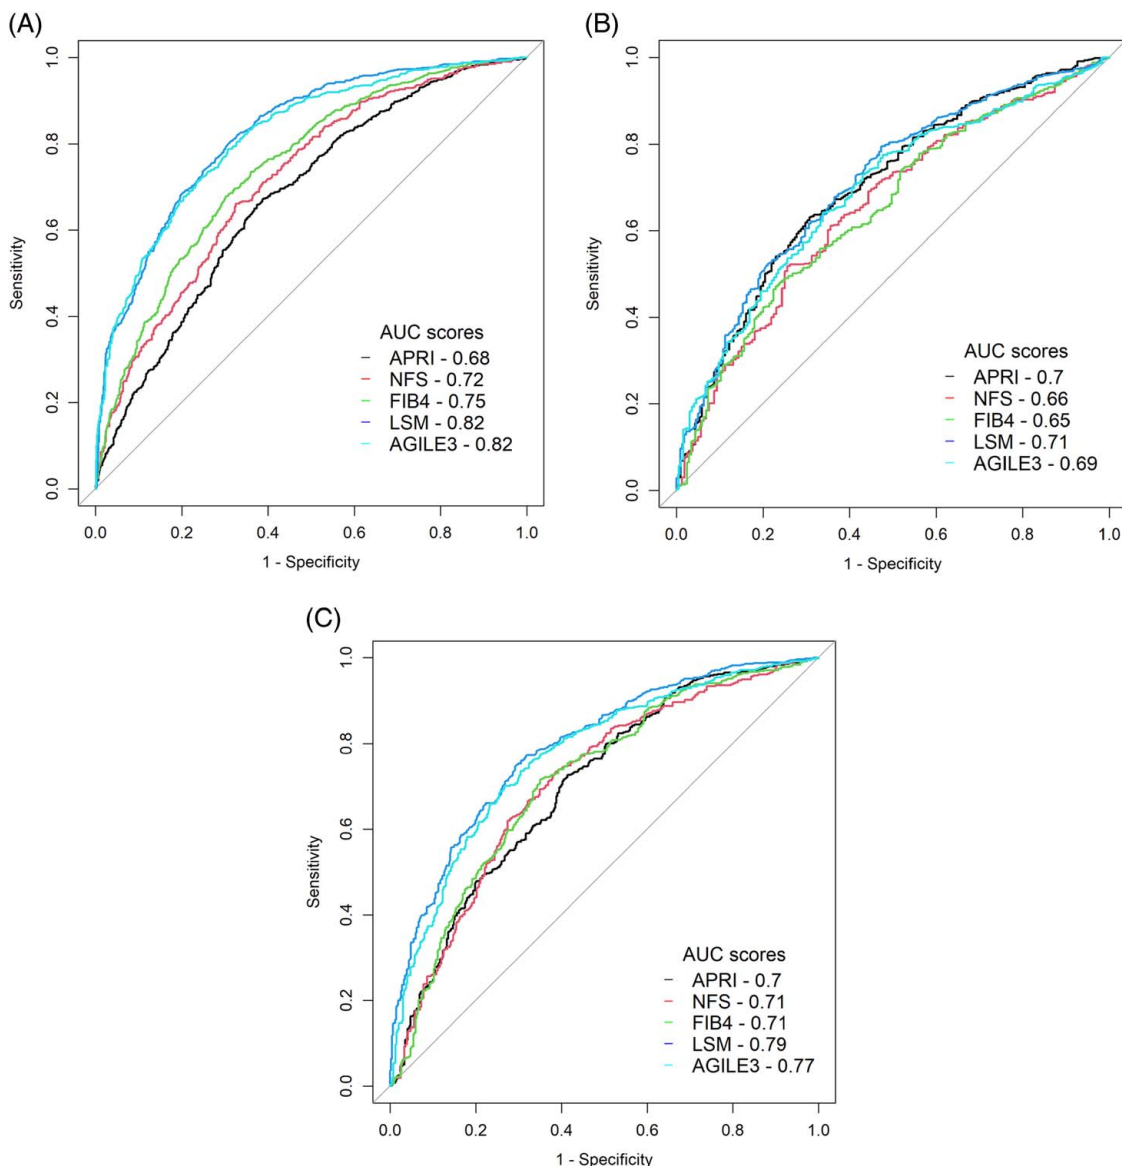 (A)
1.0
0.8
0.6
0.4
0.2
0.0
Sensitivity
AUC scores
APRI - 0.68
NFS - 0.72
FIB4 - 0.75
LSM - 0.82
AGILE3 - 0.82
0.0 0.2 0.4 0.6 0.8 1.0
1 - Specificity
(B)
1.0
0.8
0.6
0.4
0.2
0.0
Sensitivity
AUC scores
APRI - 0.7
NFS - 0.66
FIB4 - 0.65
LSM - 0.71
AGILE3 - 0.69
0.0 0.2 0.4 0.6 0.8 1.0
1 - Specificity
(C)
1.0
0.8
0.6
0.4
0.2
0.0
Sensitivity
AUC scores
APRI - 0.7
NFS - 0.71
FIB4 - 0.71
LSM - 0.79
AGILE3 - 0.77
0.0 0.2 0.4 0.6 0.8 1.0
1 - Specificity